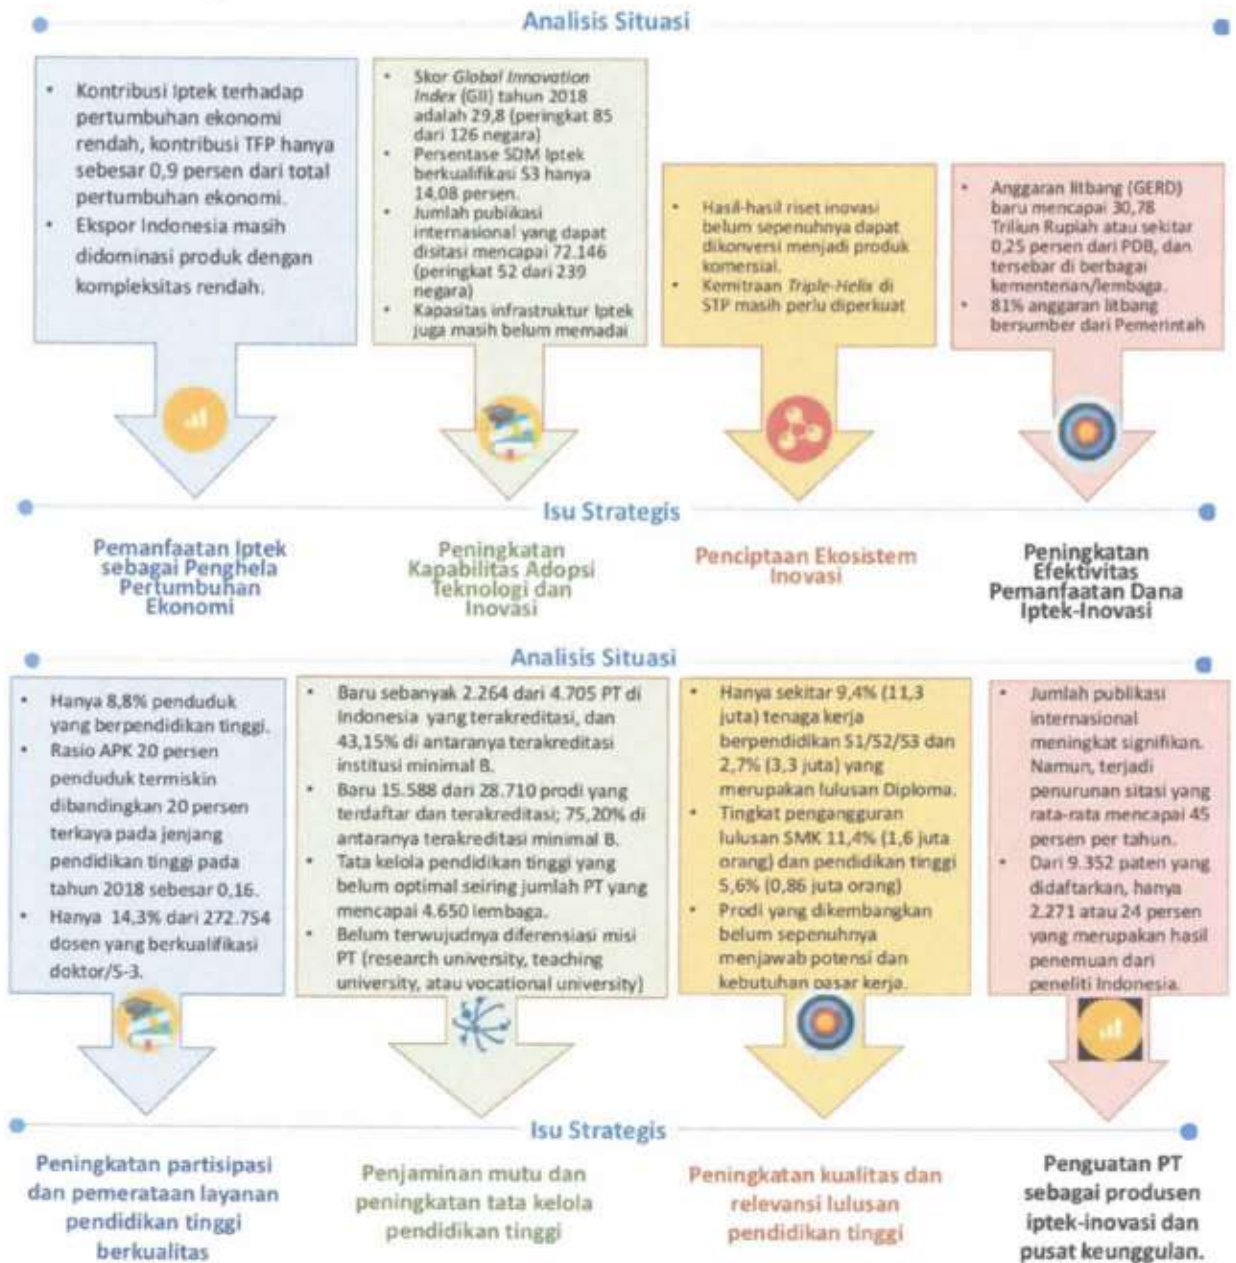 Analisis Situasi
• Kontribusi Iptek terhadap
pertumbuhan ekonomi
rendah, kontribusi TFP hanya
sebesar 0,9 persen dari total
pertumbuhan ekonomi.
• Ekspor Indonesia masih
didominasi produk dengan
kompleksitas rendah.
• Skor Global Innovation
Index (GII) tahun 2018
adalah 29,8 (peringkat 85
dari 126 negara)
• Persentase SDM Iptek
berkualifikasi S3 hanya
14,08 persen.
• Jumlah publikasi
internasional yang dapat
disitasi mencapai 72.146
(peringkat 52 dari 239
negara)
• Kapasitas infrastruktur Iptek
juga masih belum memadai
• Hasil-hasil riset inovasi
belum sepenuhnya dapat
dikonversi menjadi produk
komersial.
• Kemitraan Triple-Helix di
STP masih perlu diperkuat
• Anggaran litbang (GERD)
baru mencapai 30,78
Triliun Rupiah atau sekitar
0,25 persen dari PDB, dan
tersebar di berbagai
kementerian/lembaga.
• 81% anggaran litbang
bersumber dari Pemerintah
Isu Strategis
Pemanfaatan Iptek
sebagai Penghela
Pertumbuhan
Ekonomi
Peningkatan
Kapabilitas Adopsi
Teknologi dan
Inovasi
Penciptaan Ekosistem
Inovasi
Peningkatan
Efektivitas
Pemanfaatan Dana
Iptek-Inovasi
Analisis Situasi
• Hanya 8,8% penduduk
yang berpendidikan tinggi.
• Rasio APK 20 persen
penduduk termiskin
dibandingkan 20 persen
terkaya pada jenjang
pendidikan tinggi pada
tahun 2018 sebesar 0,16.
• Hanya 14,3% dari 272.754
dosen yang berkualifikasi
doktor/S-3.
• Baru sebanyak 2.264 dari 4.705 PT di
Indonesia yang terakreditasi, dan
43,15% di antaranya terakreditasi
institusi minimal B.
• Baru 15.588 dari 28.710 prodi yang
terdaftar dan terakreditasi; 75,20% di
antaranya terakreditasi minimal B.
• Tata kelola pendidikan tinggi yang
belum optimal seiring jumlah PT yang
mencapai 4.650 lembaga.
• Belum terwujudnya diferensiasi misi
PT (research university, teaching
university, atau vocational university)
• Hanya sekitar 9,4% (11,3
juta) tenaga kerja
berpendidikan S1/S2/S3 dan
2,7% (3,3 juta) yang
merupakan lulusan Diploma.
• Tingkat pengangguran
lulusan SMK 11,4% (1,6 juta
orang) dan pendidikan tinggi
5,6% (0,86 juta orang)
• Prodi yang dikembangkan
belum sepenuhnya
menjawab potensi dan
kebutuhan pasar kerja.
• Jumlah publikasi
internasional
meningkat signifikan.
Namun, terjadi
penurunan sitasi yang
rata-rata mencapai 45
persen per tahun.
• Dari 9.352 paten yang
didaftarkan, hanya
2.271 atau 24 persen
yang merupakan hasil
penemuan dari
peneliti Indonesia.
Isu Strategis
Peningkatan partisipasi
dan pemerataan layanan
pendidikan tinggi
berkualitas
Penjaminan mutu dan
peningkatan tata kelola
pendidikan tinggi
Peningkatan kualitas dan
relevansi lulusan
pendidikan tinggi
Penguatan PT
sebagai produsen
iptek-inovasi dan
pusat keunggulan.